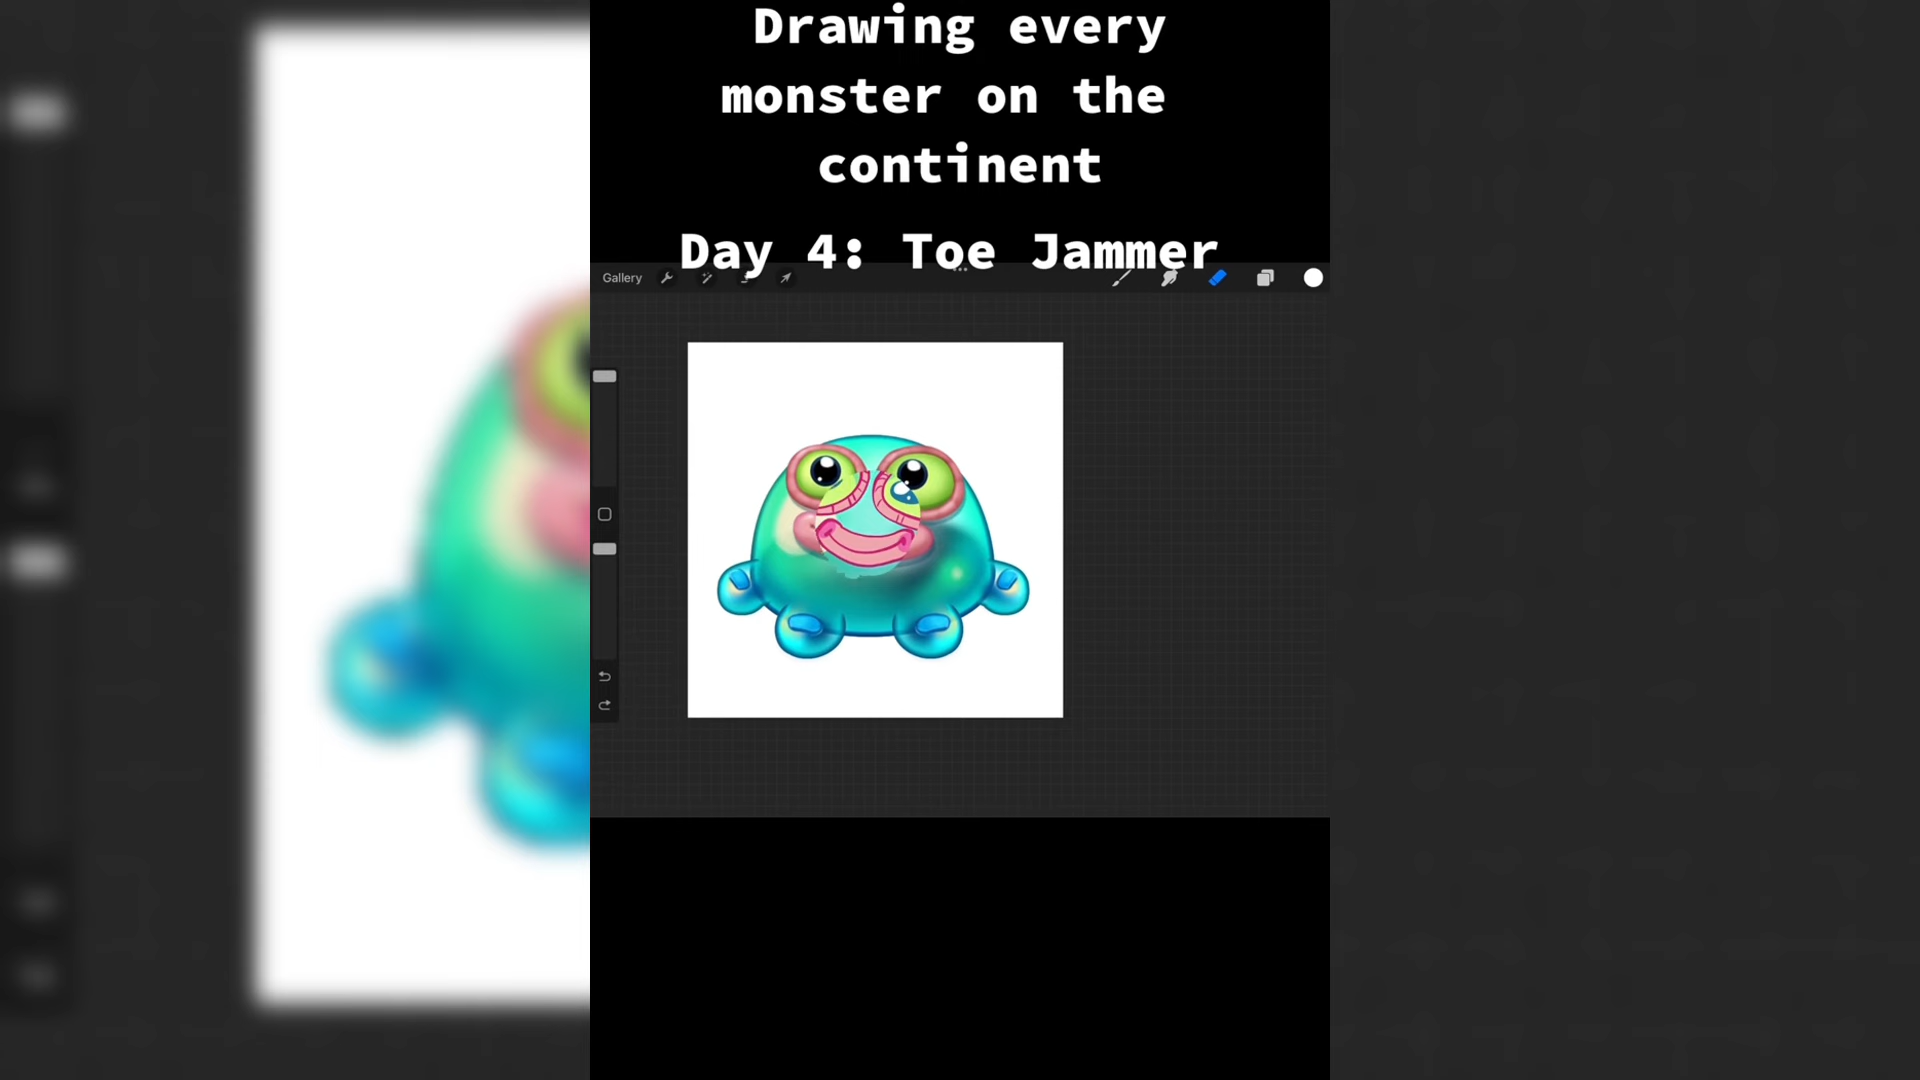 Drawing every
monster on the
continent
Day 4: Toe Jammer
Gallery